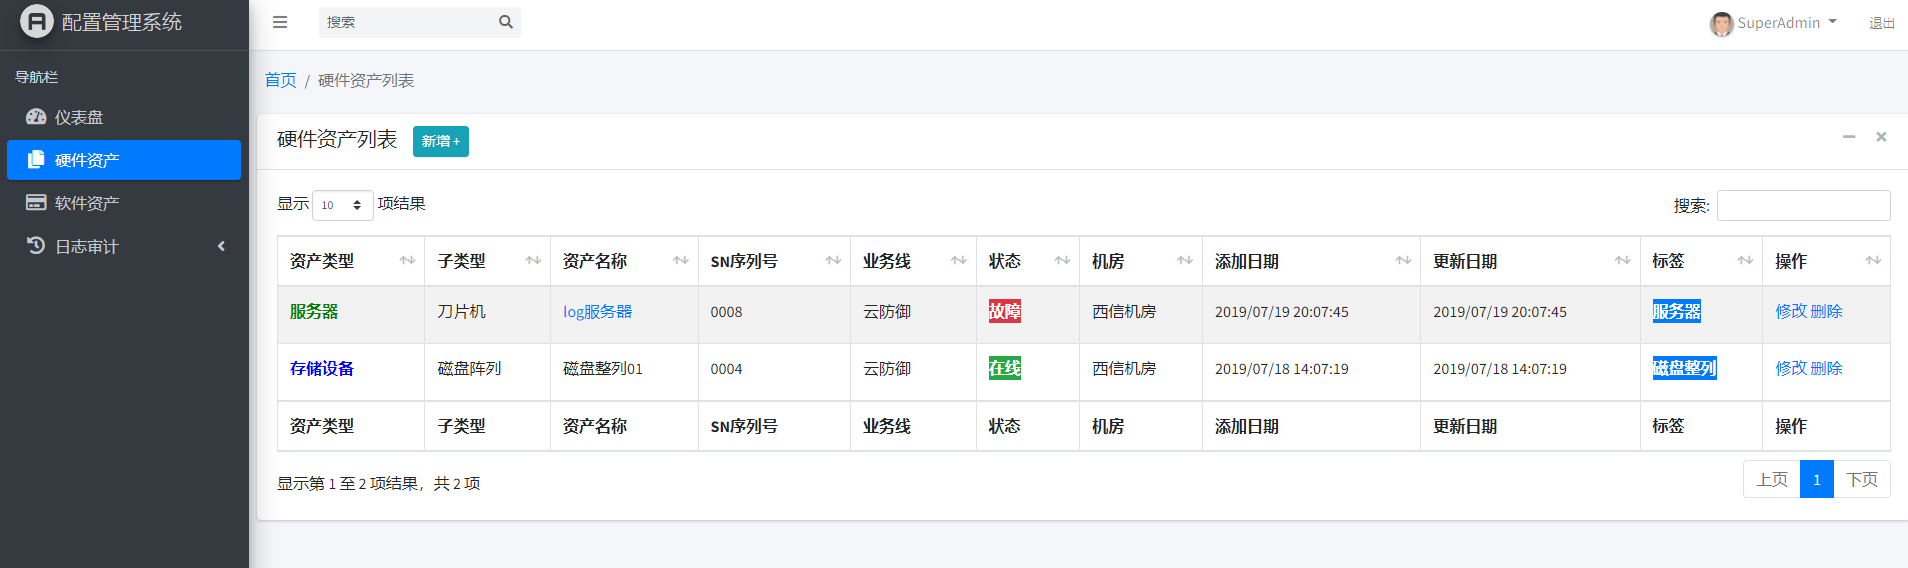 配置管理系统
搜索
SuperAdmin 退出
导航栏
仪表盘
硬件资产
软件资产
日志审计
首页 / 硬件资产列表
硬件资产列表 新增 +
显示 10 项结果
搜索:
资产类型 子类型 资产名称 SN序列号 业务线 状态 机房 添加日期 更新日期 标签 操作
服务器 刀片机 log服务器 0008 云防御 故障 西信机房 2019/07/19 20:07:45 2019/07/19 20:07:45 服务器 修改 删除
存储设备 磁盘阵列 磁盘整列01 0004 云防御 在线 西信机房 2019/07/18 14:07:19 2019/07/18 14:07:19 磁盘整列 修改 删除
资产类型 子类型 资产名称 SN序列号 业务线 状态 机房 添加日期 更新日期 标签 操作
显示第 1 至 2 项结果，共 2 项
上页 1 下页